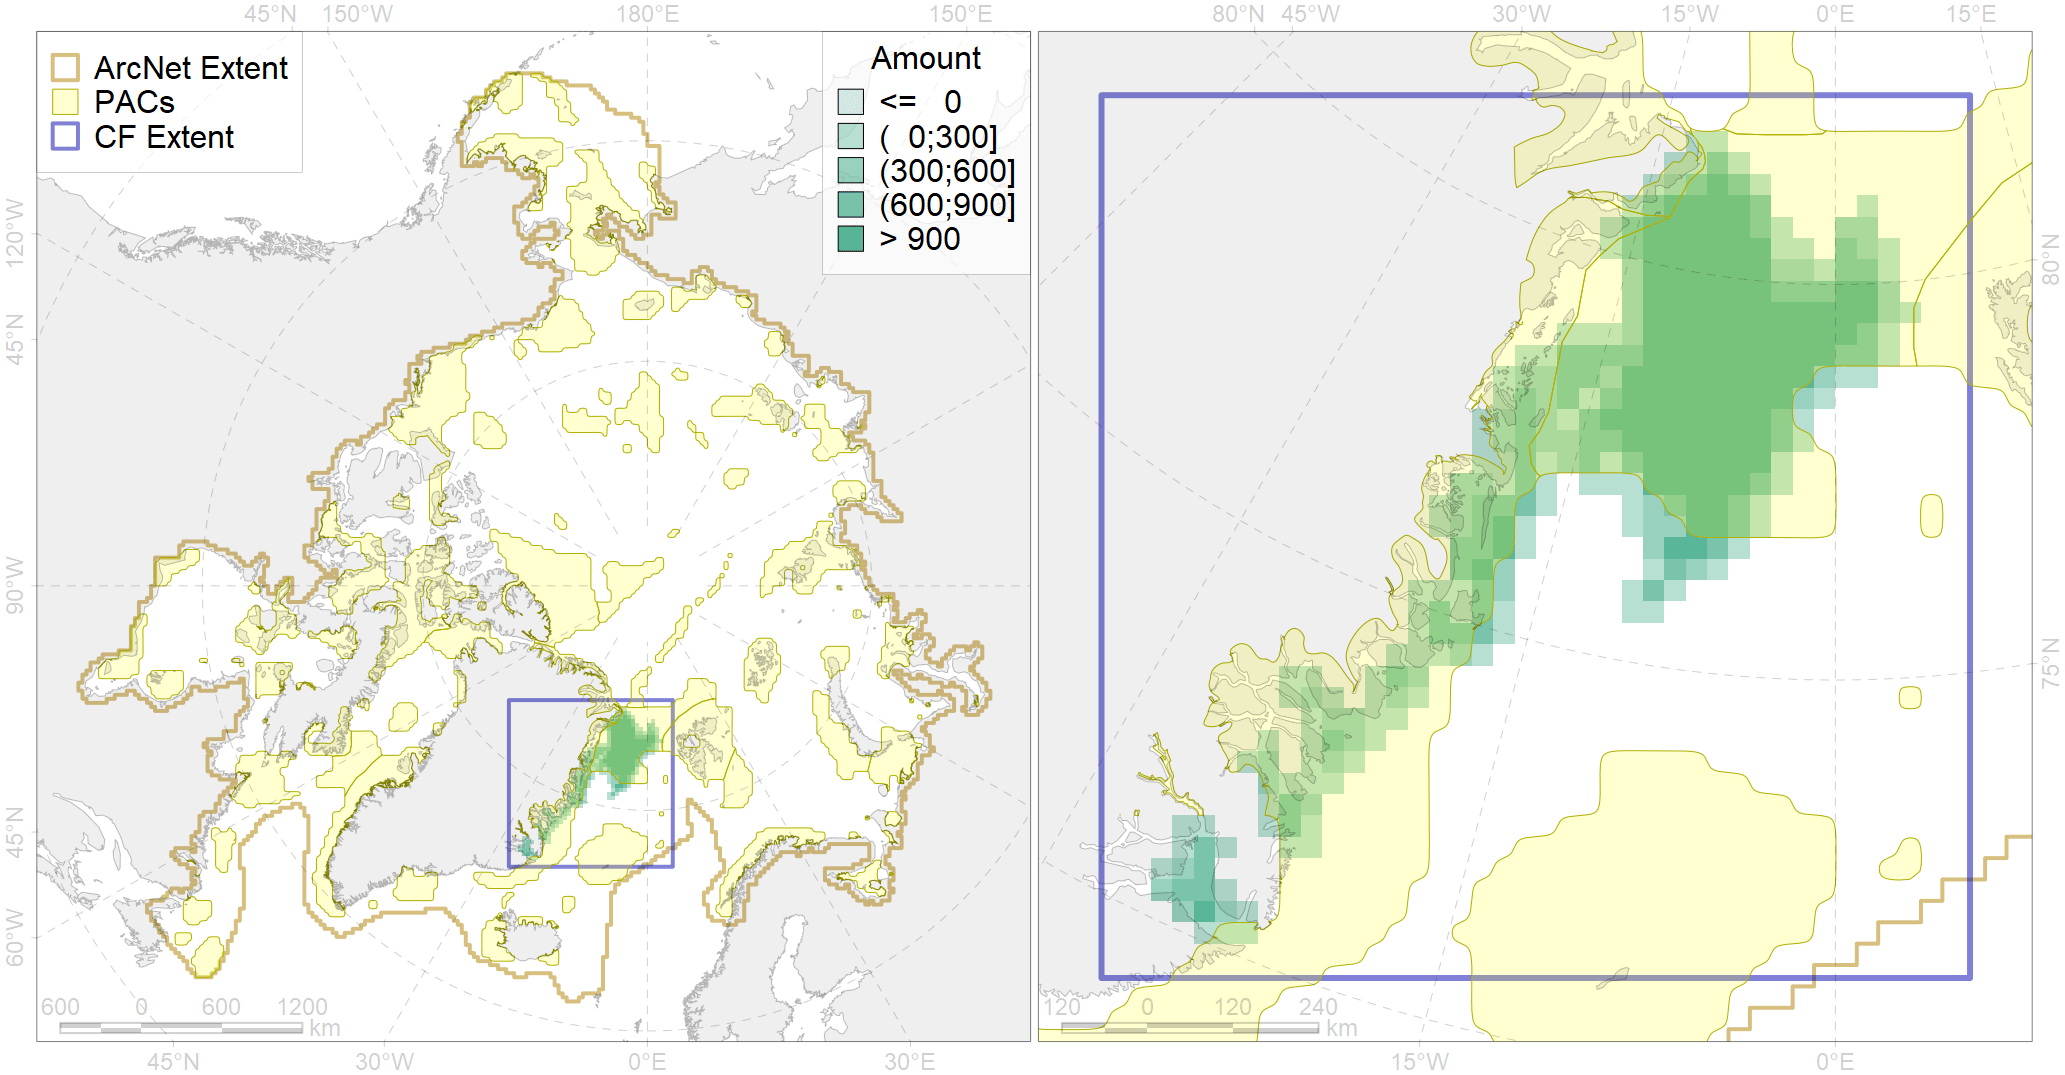 45°N 150°W 180°E 150°E 80°N 45°W 30°W 15°W 0°E 15°E
ArcNet Extent
PACs
CF Extent
Amount
<= 0
( 0;300]
(300;600]
(600;900]
> 900
120°W
45°N
90°W
45°N
60°W
80°N
75°N
600 0 600 1200
km
120 0 120 240
km
45°N 30°W 0°E 30°E 15°W 0°E